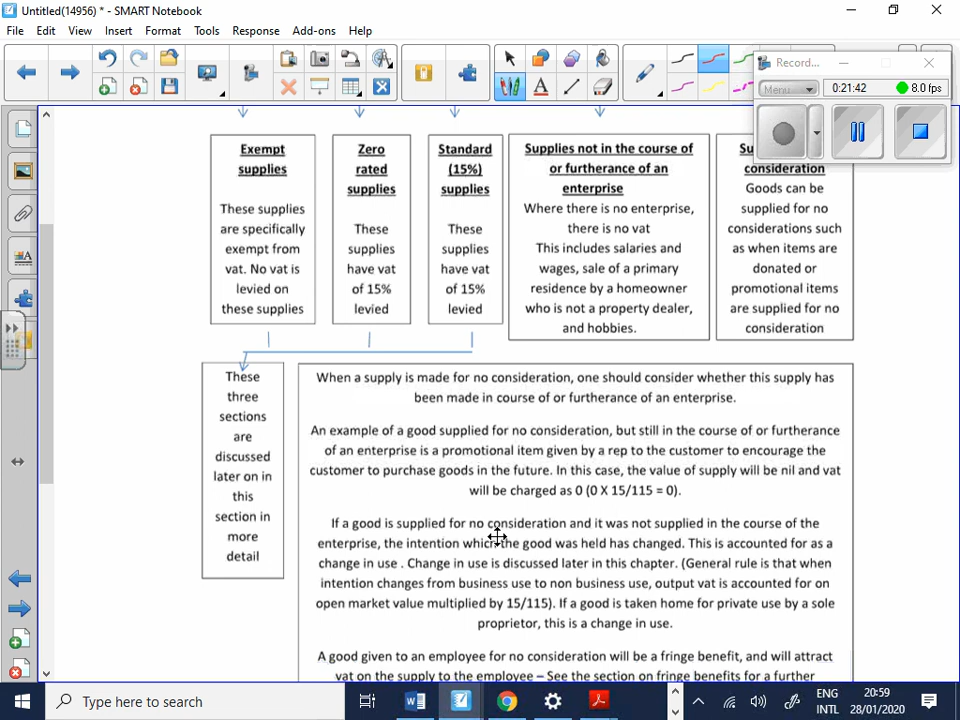 Untitled(14956) * - SMART Notebook
File Edit View Insert Format Tools Response Add-ons Help
Record...
Menu
0:21:42
8.0 fps
Exempt
supplies
These supplies
are specifically
exempt from
vat. No vat is
levied on
these supplies
Zero
rated
supplies
These
supplies
have vat
of 15%
levied
Standard
(15%)
supplies
These
supplies
have vat
of 15%
levied
Supplies not in the course of
or furtherance of an
enterprise
Where there is no enterprise,
there is no vat
This includes salaries and
wages, sale of a primary
residence by a homeowner
who is not a property dealer,
and hobbies.
Su
consideration
Goods can be
supplied for no
considerations such
as when items are
donated or
promotional items
are supplied for no
consideration
These
three
sections
are
discussed
later on in
this
section in
more
detail
When a supply is made for no consideration, one should consider whether this supply has
been made in course of or furtherance of an enterprise.
An example of a good supplied for no consideration, but still in the course of or furtherance
of an enterprise is a promotional item given by a rep to the customer to encourage the
customer to purchase goods in the future. In this case, the value of supply will be nil and vat
will be charged as 0 (0 X 15/115 = 0).
If a good is supplied for no consideration and it was not supplied in the course of the
enterprise, the intention which the good was held has changed. This is accounted for as a
change in use . Change in use is discussed later in this chapter. (General rule is that when
intention changes from business use to non business use, output vat is accounted for on
open market value multiplied by 15/115). If a good is taken home for private use by a sole
proprietor, this is a change in use.
A good given to an employee for no consideration will be a fringe benefit, and will attract
vat on the supply to the employee – See the section on fringe benefits for a further
Type here to search
ENG
INTL
20:59
28/01/2020